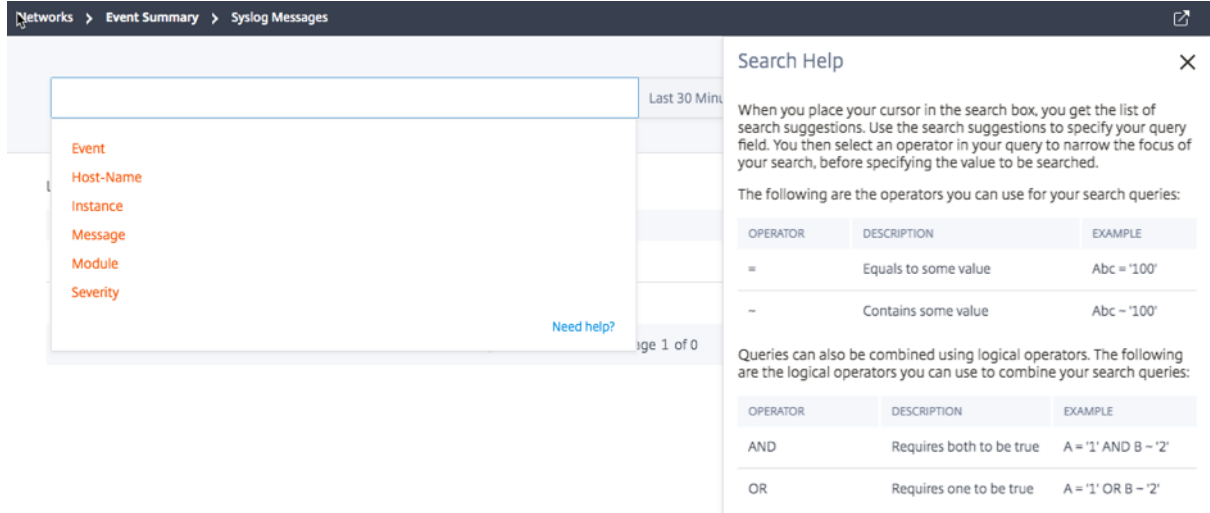 Networks > Event Summary > Syslog Messages
Last 30 Minu
Event
Host-Name
Instance
Message
Module
Severity
Need help?
age 1 of 0
Search Help
When you place your cursor in the search box, you get the list of
search suggestions. Use the search suggestions to specify your query
field. You then select an operator in your query to narrow the focus of
your search, before specifying the value to be searched.
The following are the operators you can use for your search queries:
OPERATOR DESCRIPTION EXAMPLE
= Equals to some value Abc = '100'
~ Contains some value Abc ~ '100'
Queries can also be combined using logical operators. The following
are the logical operators you can use to combine your search queries:
OPERATOR DESCRIPTION EXAMPLE
AND Requires both to be true A = '1' AND B ~ '2'
OR Requires one to be true A = '1' OR B ~ '2'